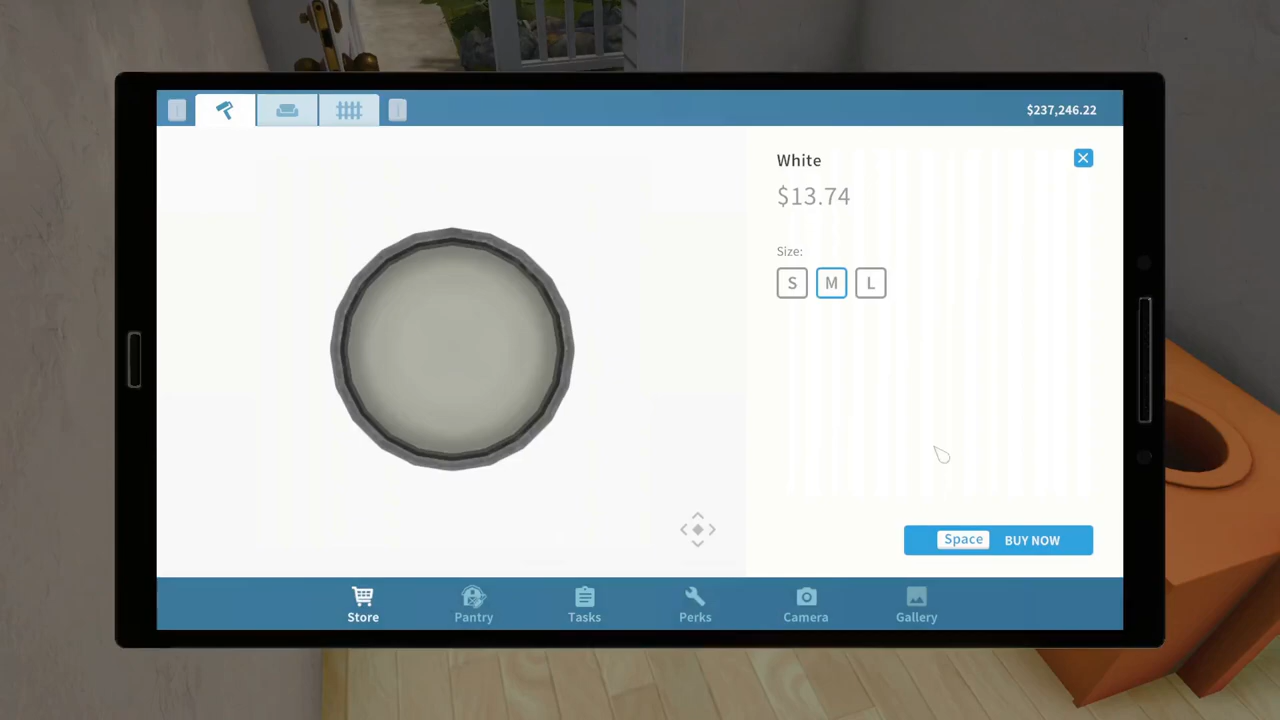 $237,246.22
White
$13.74
Size:
S M L
Space BUY NOW
Store Pantry Tasks Perks Camera Gallery